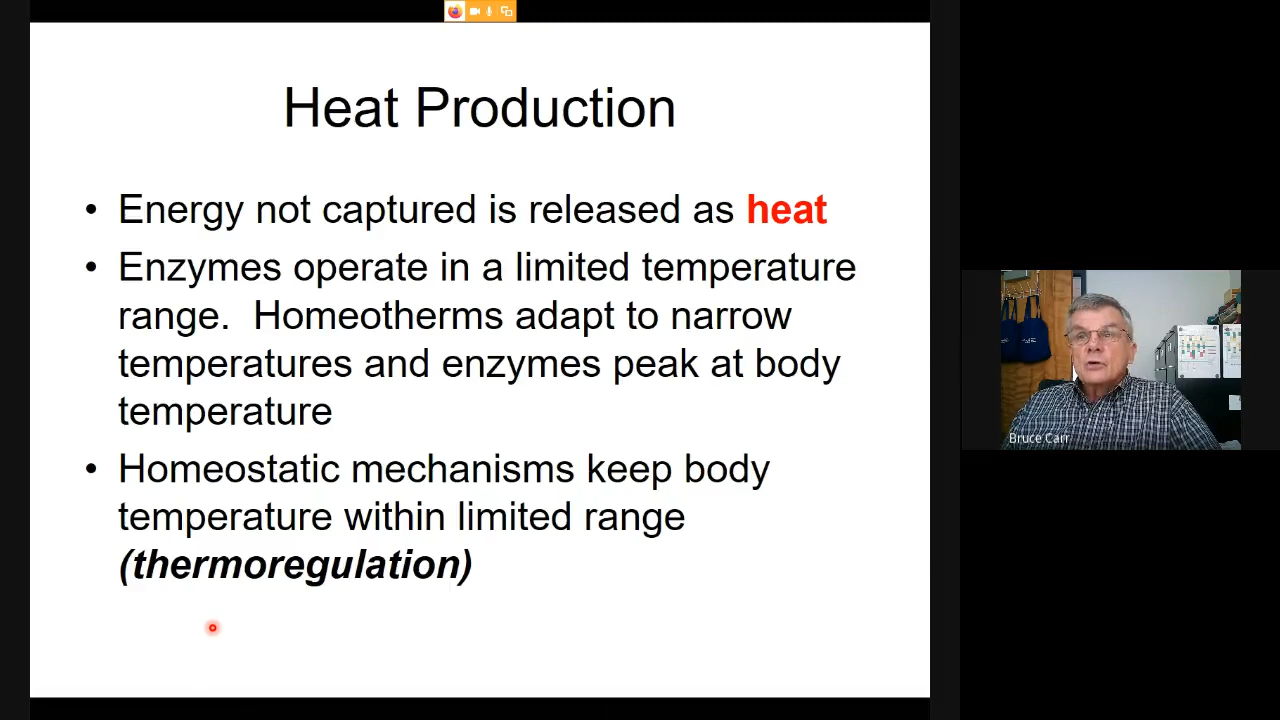 Heat Production
• Energy not captured is released as heat
• Enzymes operate in a limited temperature
range.  Homeotherms adapt to narrow
temperatures and enzymes peak at body
temperature
• Homeostatic mechanisms keep body
temperature within limited range
(thermoregulation)
Bruce Carr